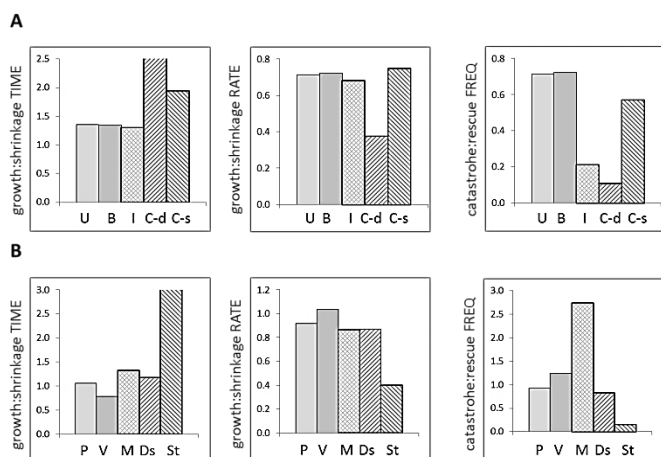 A
growth:shrinkage TIME
2.5
2.0
1.5
1.0
0.5
0.0
U B I C-d C-s
growth:shrinkage RATE
0.8
0.6
0.4
0.2
0.0
U B I C-d C-s
catastrohe:rescue FREQ
0.8
0.6
0.4
0.2
0.0
U B I C-d C-s
B
growth:shrinkage TIME
3.0
2.5
2.0
1.5
1.0
0.5
0.0
P V M Ds St
growth:shrinkage RATE
1.2
1.0
0.8
0.6
0.4
0.2
0.0
P V M Ds St
catastrohe:rescue FREQ
3.0
2.5
2.0
1.5
1.0
0.5
0.0
P V M Ds St